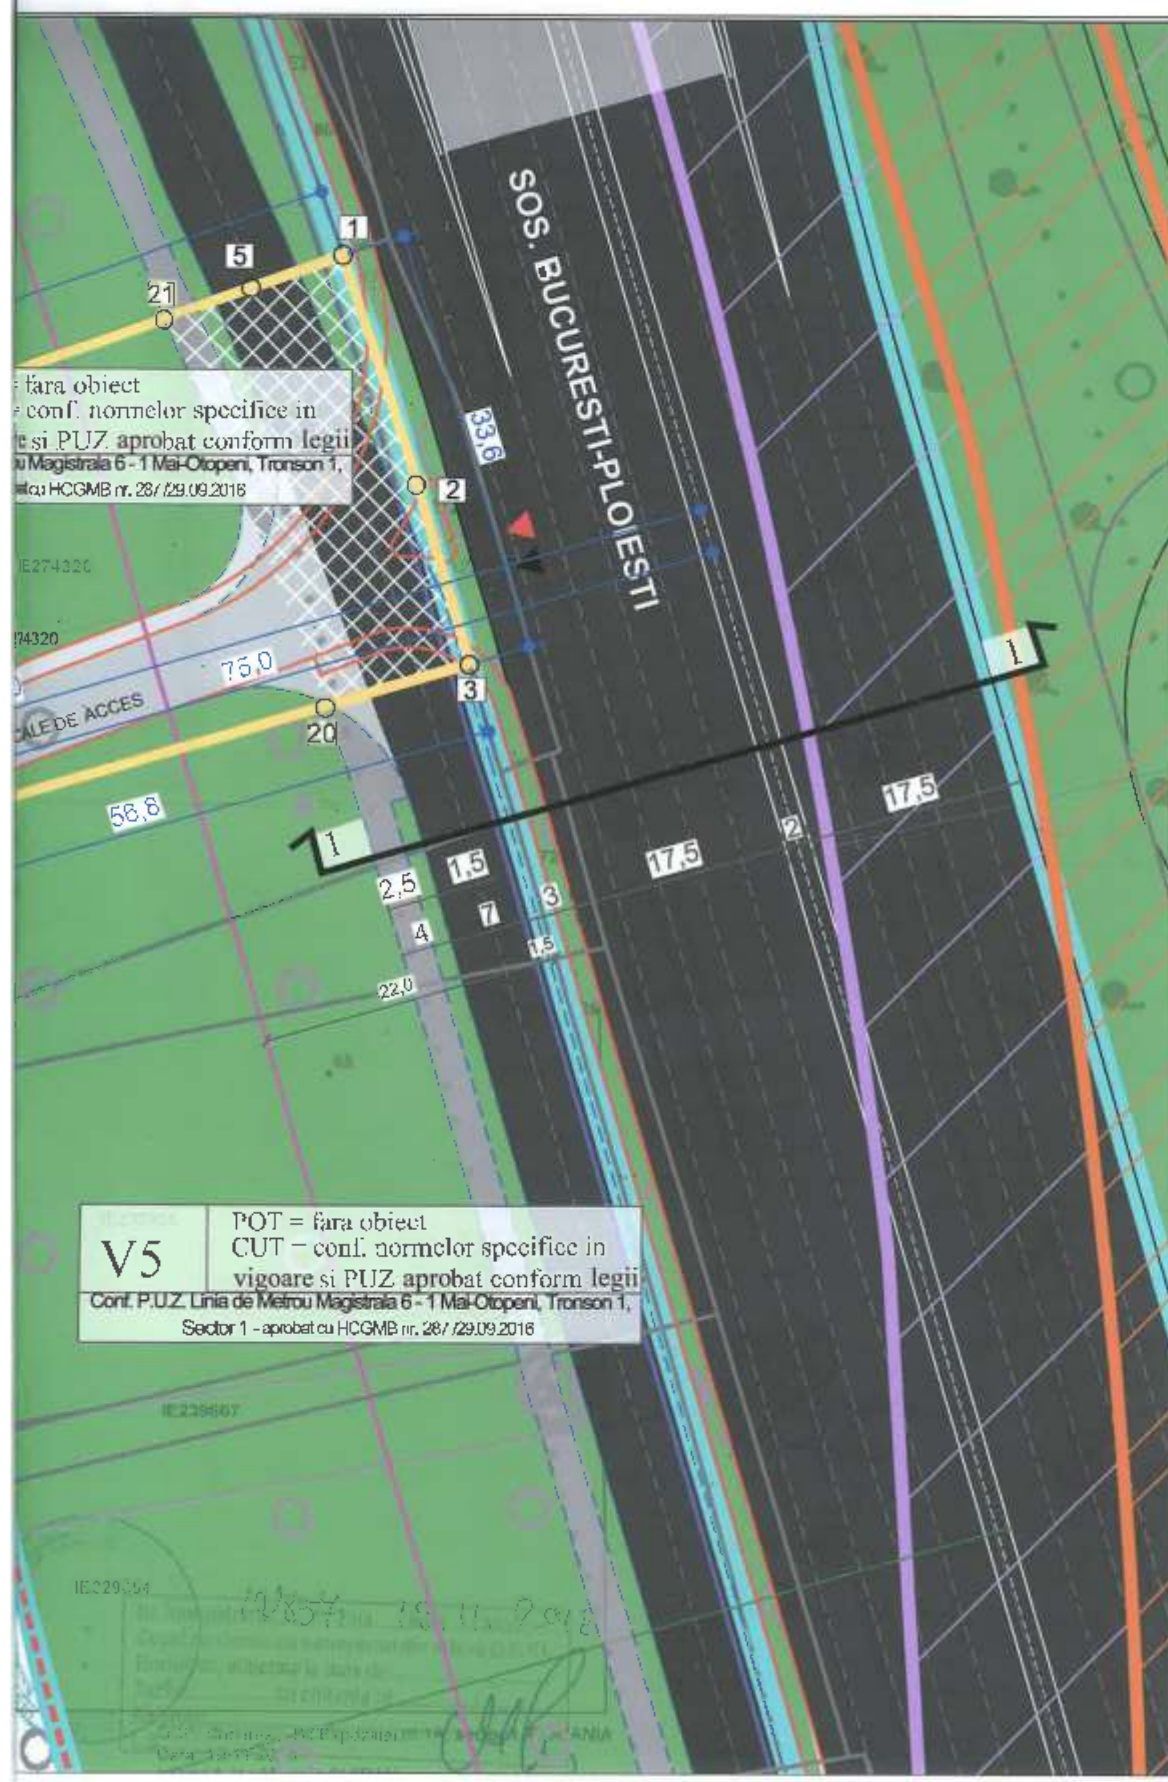 SOS. BUCURESTI-PLOIESTI
1
5
21
= fara obiect
conf. normelor specifice in
si PUZ aprobat conform legii
Magistrala 6 - 1 Mai-Otopeni, Tronson 1,
cu HCGMB nr. 287 /29.09.2016
33,6
2
IE274320
74320
75,0
3
1
CALE DE ACCES
20
56,8
17,5
1
2
17,5
1,5
2,5
3
7
4
1,5
22,0
V5
POT = fara obiect
CUT = conf. normelor specifice in
vigoare si PUZ aprobat conform legii
Conf. P.U.Z. Linia de Metrou Magistrala 6 - 1 Mai-Otopeni, Tronson 1,
Sector 1 - aprobat cu HCGMB nr. 287 /29.09.2016
IE239667
IE229054